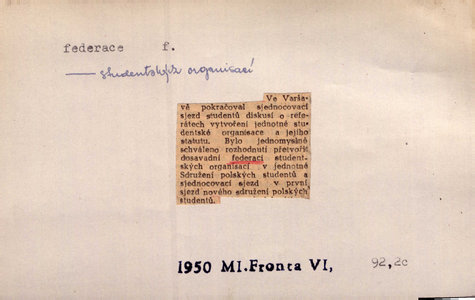 federace f.
— studentských organisací
Ve Varša-
vě pokračoval sjednocovací
sjezd studentů diskusí o refe-
rátech vytvoření jednotné stu-
dentské organisace a jejího
statutu. Bylo jednomyslně
schváleno rozhodnutí přetvořit
dosavadní federaci student-
ských organisací v jednotné
Sdružení polských studentů a
sjednocovací sjezd v první
sjezd nového sdružení polských
studentů.
1950 Ml.Fronta VI, 92,2c